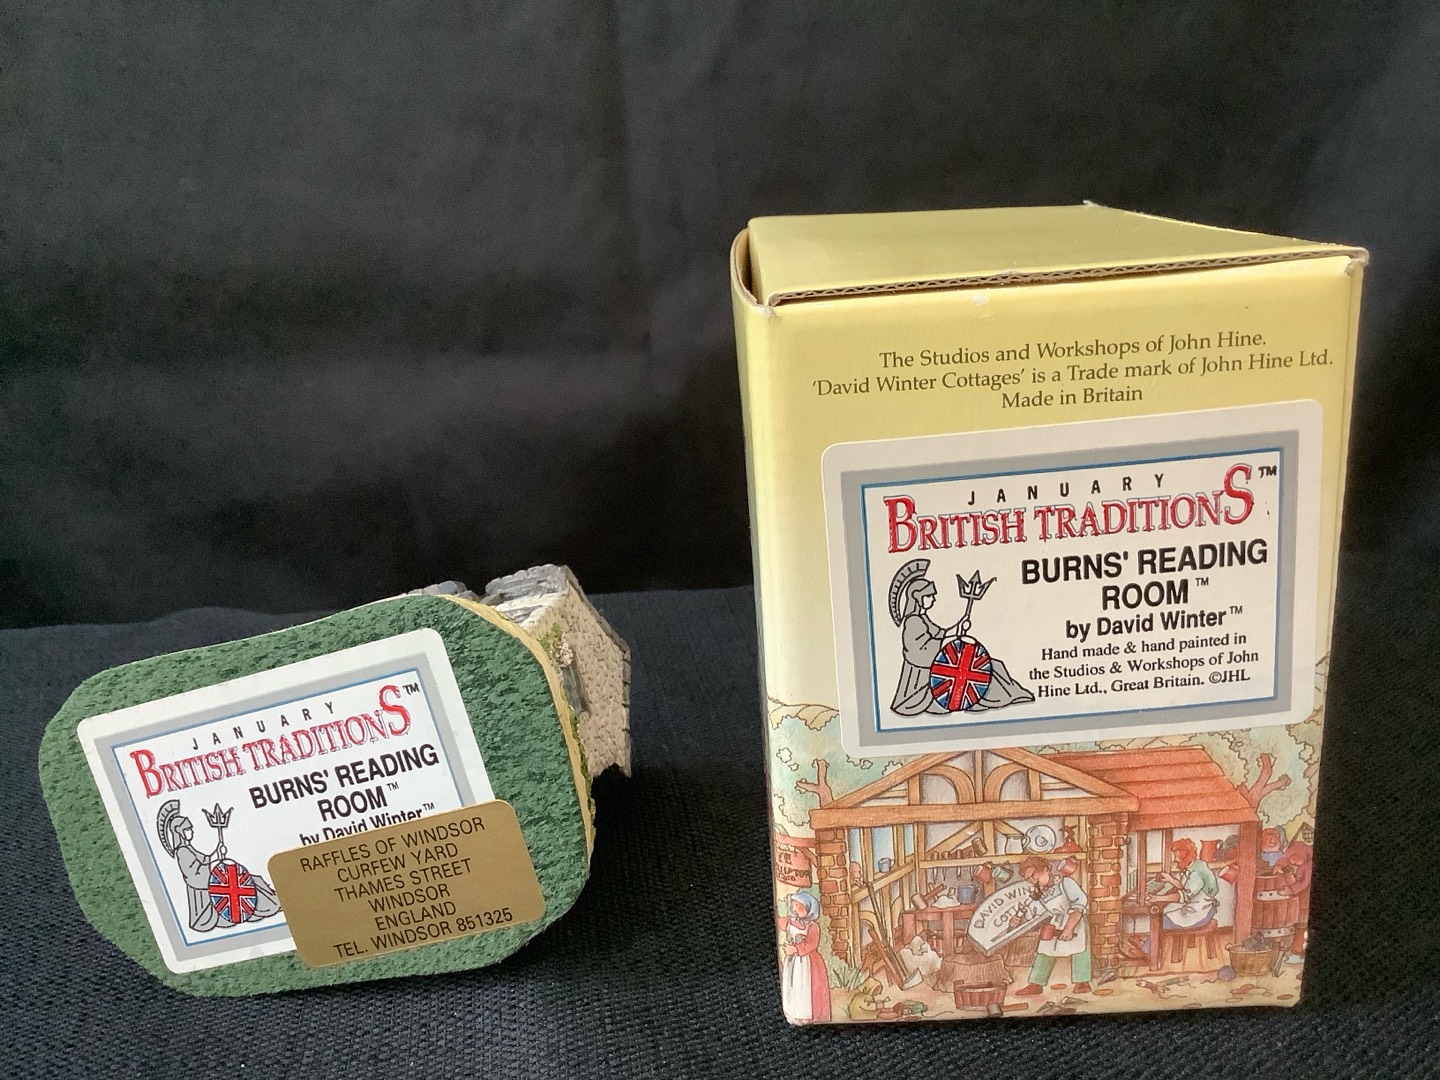 JANUARY
BRITISH TRADITIONS™
BURNS' READING
ROOM™
by David Winter™
RAFFLES OF WINDSOR
CURFEW YARD
THAMES STREET
WINDSOR
ENGLAND
TEL. WINDSOR 851325
The Studios and Workshops of John Hine.
'David Winter Cottages' is a Trade mark of John Hine Ltd.
Made in Britain
JANUARY
BRITISH TRADITIONS™
BURNS' READING
ROOM™
by David Winter™
Hand made & hand painted in
the Studios & Workshops of John
Hine Ltd., Great Britain. ©JHL
DAVID WIN